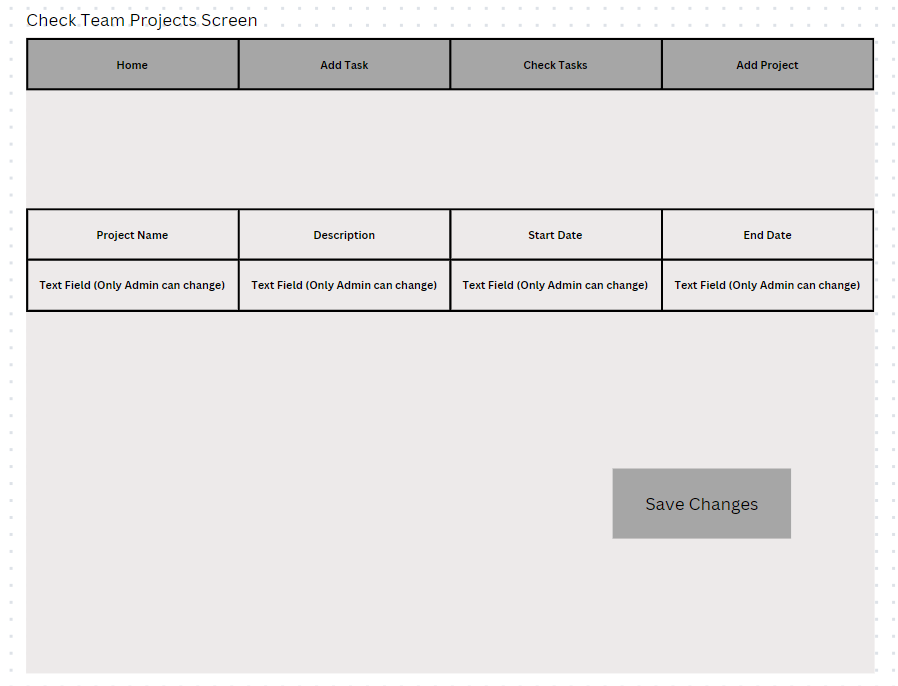 Check Team Projects Screen
Home Add Task Check Tasks Add Project
Project Name Description Start Date End Date
Text Field (Only Admin can change) Text Field (Only Admin can change) Text Field (Only Admin can change) Text Field (Only Admin can change)
Save Changes